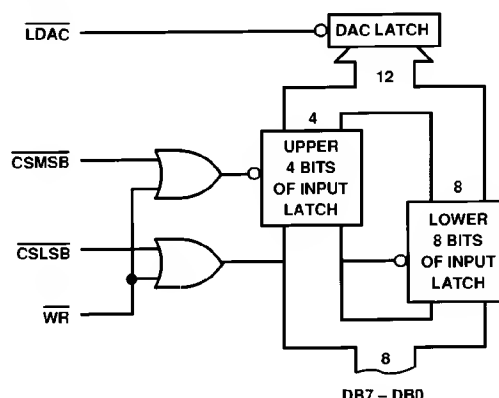 LDAC
DAC LATCH
12
4
CSMSB
UPPER
4 BITS
OF INPUT
LATCH
8
CSLSB
LOWER
8 BITS
OF INPUT
LATCH
WR
8
DB7 – DB0